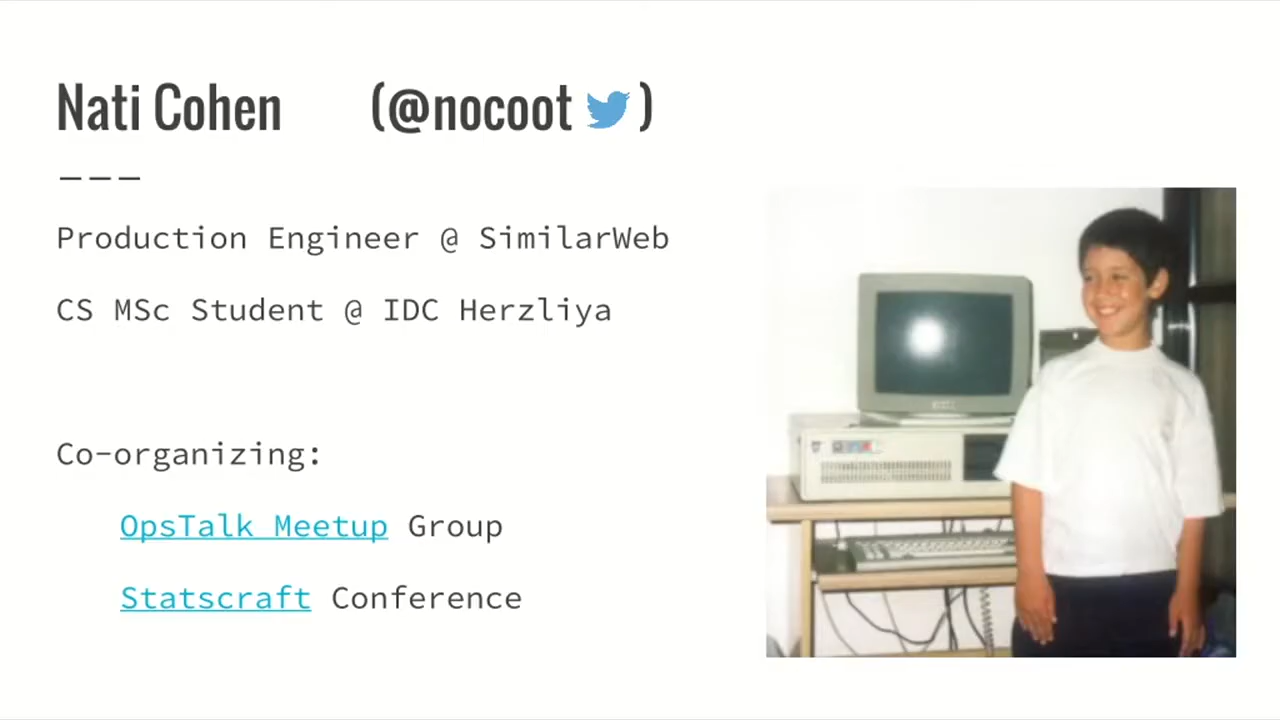 Nati Cohen (@nocoot )
Production Engineer @ SimilarWeb
CS MSc Student @ IDC Herzliya
Co-organizing:
OpsTalk Meetup Group
Statscraft Conference